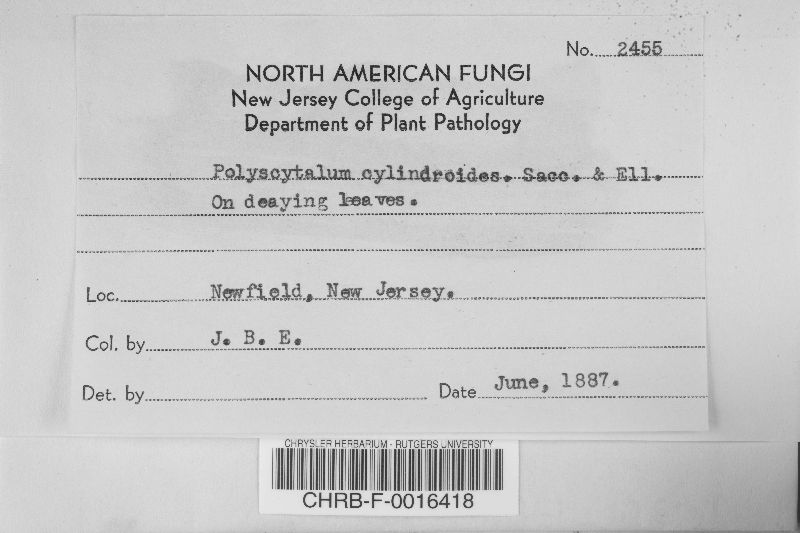 No. 2455
NORTH AMERICAN FUNGI
New Jersey College of Agriculture
Department of Plant Pathology
Polyscytalum cylindroides. Sacc. & Ell.
On deaying leaves.
Loc. Newfield, New Jersey.
Col. by J. B. E.
Det. by
Date June, 1887.
CHRYSLER HERBARIUM - RUTGERS UNIVERSITY
CHRB-F-0016418